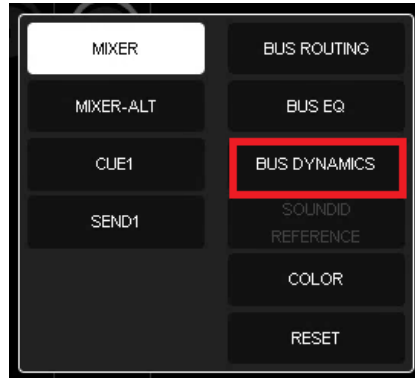 MIXER
MIXER-ALT
CUE1
SEND1
BUS ROUTING
BUS EQ
BUS DYNAMICS
SOUNDID
REFERENCE
COLOR
RESET